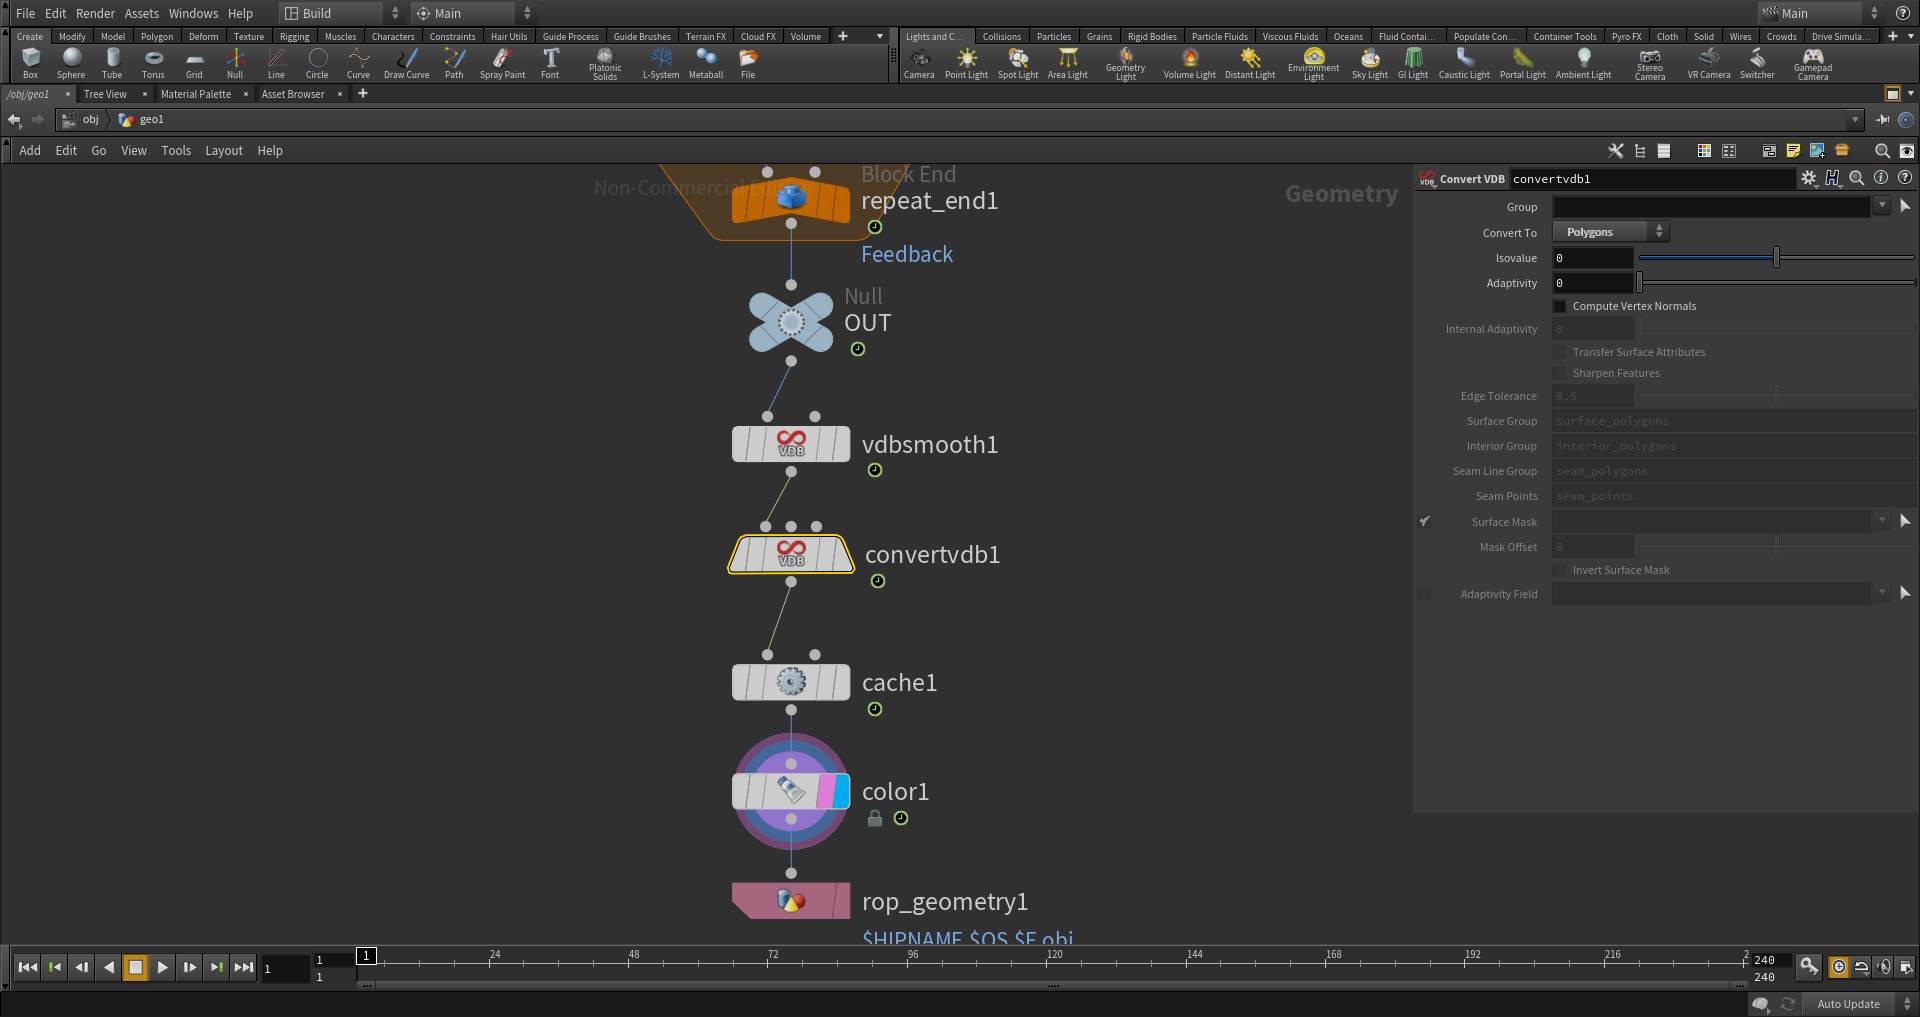 File Edit Render Assets Windows Help Build Main Main
Create Modify Model Polygon Deform Texture Rigging Muscles Characters Constraints Hair Utils Guide Process Guide Brushes Terrain FX Cloud FX Volume
Lights and C... Collisions Particles Grains Rigid Bodies Particle Fluids Viscous Fluids Oceans Fluid Contai... Populate Con... Container Tools Pyro FX Cloth Solid Wires Crowds Drive Simula...
Box Sphere Tube Torus Grid Null Line Circle Curve Draw Curve Path Spray Paint Font Platonic Solids L-System Metaball File
Camera Point Light Spot Light Area Light Geometry Light Volume Light Distant Light Environment Light Sky Light GI Light Caustic Light Portal Light Ambient Light Stereo Camera VR Camera Switcher Gamepad Camera
/obj/geo1 Tree View Material Palette Asset Browser
obj geo1
Add Edit Go View Tools Layout Help
Non-Commercial Edition
Geometry
Block End
repeat_end1
Feedback
Null
OUT
vdbsmooth1
VDB
convertvdb1
VDB
cache1
color1
rop_geometry1
$HIPNAME.$OS.$F.obj
VDB Convert VDB convertvdb1
Group
Convert To Polygons
Isovalue 0
Adaptivity 0
Compute Vertex Normals
Internal Adaptivity 0
Transfer Surface Attributes
Sharpen Features
Edge Tolerance 0.5
Surface Group surface_polygons
Interior Group interior_polygons
Seam Line Group seam_polygons
Seam Points seam_points
Surface Mask
Mask Offset 0
Invert Surface Mask
Adaptivity Field
1 1 1 1 24 48 72 96 120 144 168 192 216 2 240 240
Auto Update